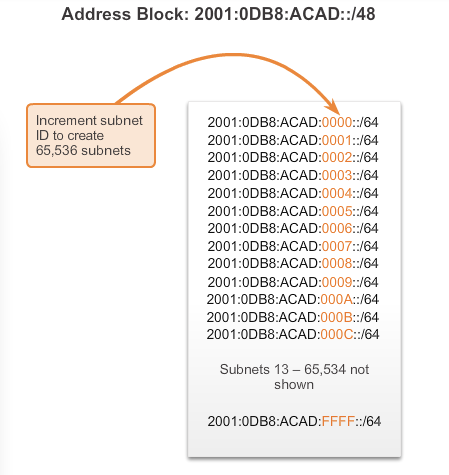 Address Block: 2001:0DB8:ACAD::/48
Increment subnet
ID to create
65,536 subnets
2001:0DB8:ACAD:0000::/64
2001:0DB8:ACAD:0001::/64
2001:0DB8:ACAD:0002::/64
2001:0DB8:ACAD:0003::/64
2001:0DB8:ACAD:0004::/64
2001:0DB8:ACAD:0005::/64
2001:0DB8:ACAD:0006::/64
2001:0DB8:ACAD:0007::/64
2001:0DB8:ACAD:0008::/64
2001:0DB8:ACAD:0009::/64
2001:0DB8:ACAD:000A::/64
2001:0DB8:ACAD:000B::/64
2001:0DB8:ACAD:000C::/64
Subnets 13 – 65,534 not
shown
2001:0DB8:ACAD:FFFF::/64